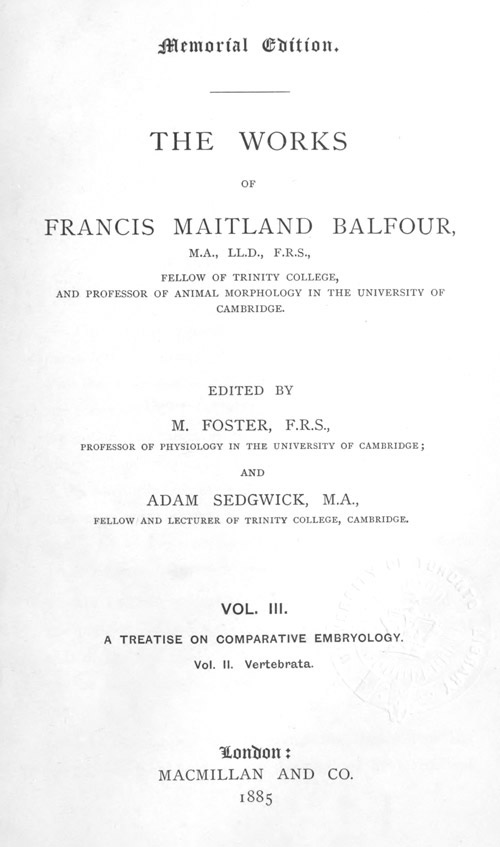 Memorial Edition.
THE WORKS
OF
FRANCIS MAITLAND BALFOUR,
M.A., LL.D., F.R.S.,
FELLOW OF TRINITY COLLEGE,
AND PROFESSOR OF ANIMAL MORPHOLOGY IN THE UNIVERSITY OF
CAMBRIDGE.
EDITED BY
M. FOSTER, F.R.S.,
PROFESSOR OF PHYSIOLOGY IN THE UNIVERSITY OF CAMBRIDGE;
AND
ADAM SEDGWICK, M.A.,
FELLOW AND LECTURER OF TRINITY COLLEGE, CAMBRIDGE.
VOL. III.
A TREATISE ON COMPARATIVE EMBRYOLOGY.
Vol. II. Vertebrata.
London:
MACMILLAN AND CO.
1885